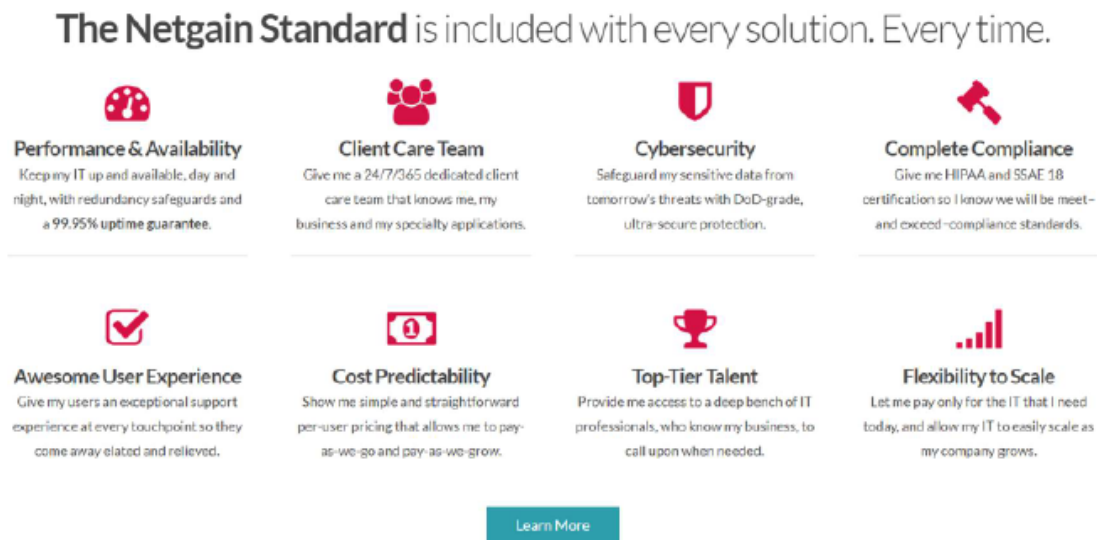 The Netgain Standard is included with every solution. Every time.
Performance & Availability
Keep my IT up and available, day and
night, with redundancy safeguards and
a 99.95% uptime guarantee.
Client Care Team
Give me a 24/7/365 dedicated client
care team that knows me, my
business and my specialty applications.
Cybersecurity
Safeguard my sensitive data from
tomorrow's threats with DoD-grade,
ultra-secure protection.
Complete Compliance
Give me HIPAA and SSAE 18
certification so I know we will be meet–
and exceed–compliance standards.
Awesome User Experience
Give my users an exceptional support
experience at every touchpoint so they
come away elated and relieved.
1
Cost Predictability
Show me simple and straightforward
per-user pricing that allows me to pay-
as-we-go and pay-as-we-grow.
Top-Tier Talent
Provide me access to a deep bench of IT
professionals, who know my business, to
call upon when needed.
Flexibility to Scale
Let me pay only for the IT that I need
today, and allow my IT to easily scale as
my company grows.
Learn More